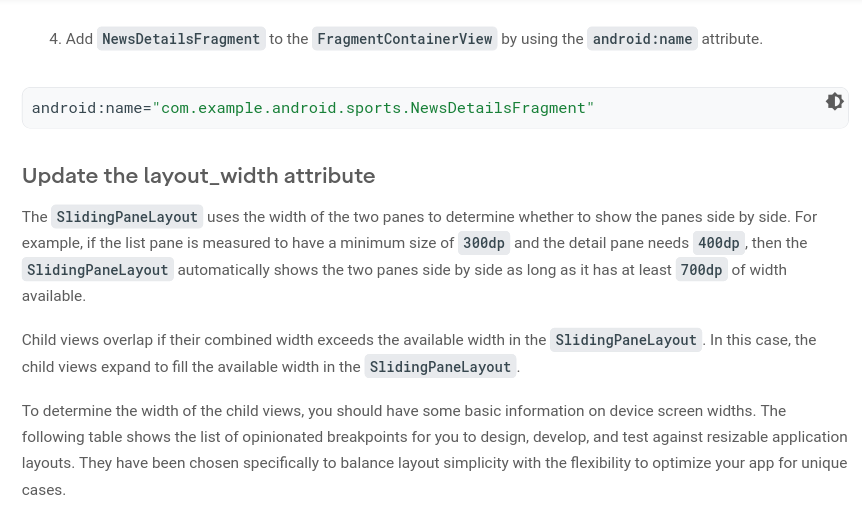 4. Add NewsDetailsFragment to the FragmentContainerView by using the android:name attribute.
android:name="com.example.android.sports.NewsDetailsFragment"
Update the layout_width attribute
The SlidingPaneLayout uses the width of the two panes to determine whether to show the panes side by side. For
example, if the list pane is measured to have a minimum size of 300dp and the detail pane needs 400dp, then the
SlidingPaneLayout automatically shows the two panes side by side as long as it has at least 700dp of width
available.
Child views overlap if their combined width exceeds the available width in the SlidingPaneLayout. In this case, the
child views expand to fill the available width in the SlidingPaneLayout.
To determine the width of the child views, you should have some basic information on device screen widths. The
following table shows the list of opinionated breakpoints for you to design, develop, and test against resizable application
layouts. They have been chosen specifically to balance layout simplicity with the flexibility to optimize your app for unique
cases.